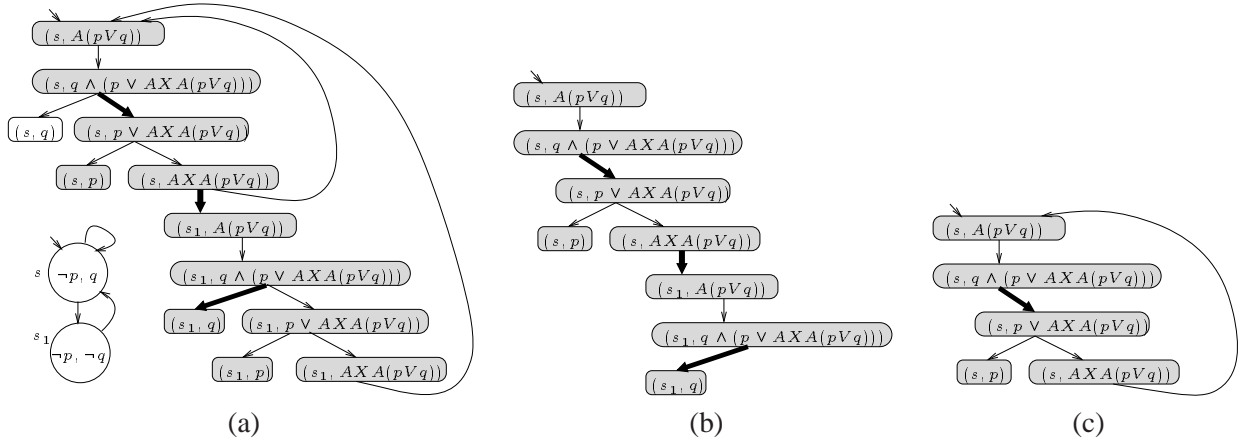 (s, A(pVq))
(s, q ∧ (p ∨ AXA(pVq)))
(s, q)
(s, p ∨ AXA(pVq))
(s, p)
(s, AXA(pVq))
(s₁, A(pVq))
(s₁, q ∧ (p ∨ AXA(pVq)))
(s₁, q)
(s₁, p ∨ AXA(pVq))
(s₁, p)
(s₁, AXA(pVq))
s
¬p, q
s₁
¬p, ¬q
(a)
(s, A(pVq))
(s, q ∧ (p ∨ AXA(pVq)))
(s, p ∨ AXA(pVq))
(s, p)
(s, AXA(pVq))
(s₁, A(pVq))
(s₁, q ∧ (p ∨ AXA(pVq)))
(s₁, q)
(b)
(s, A(pVq))
(s, q ∧ (p ∨ AXA(pVq)))
(s, p ∨ AXA(pVq))
(s, p)
(s, AXA(pVq))
(c)